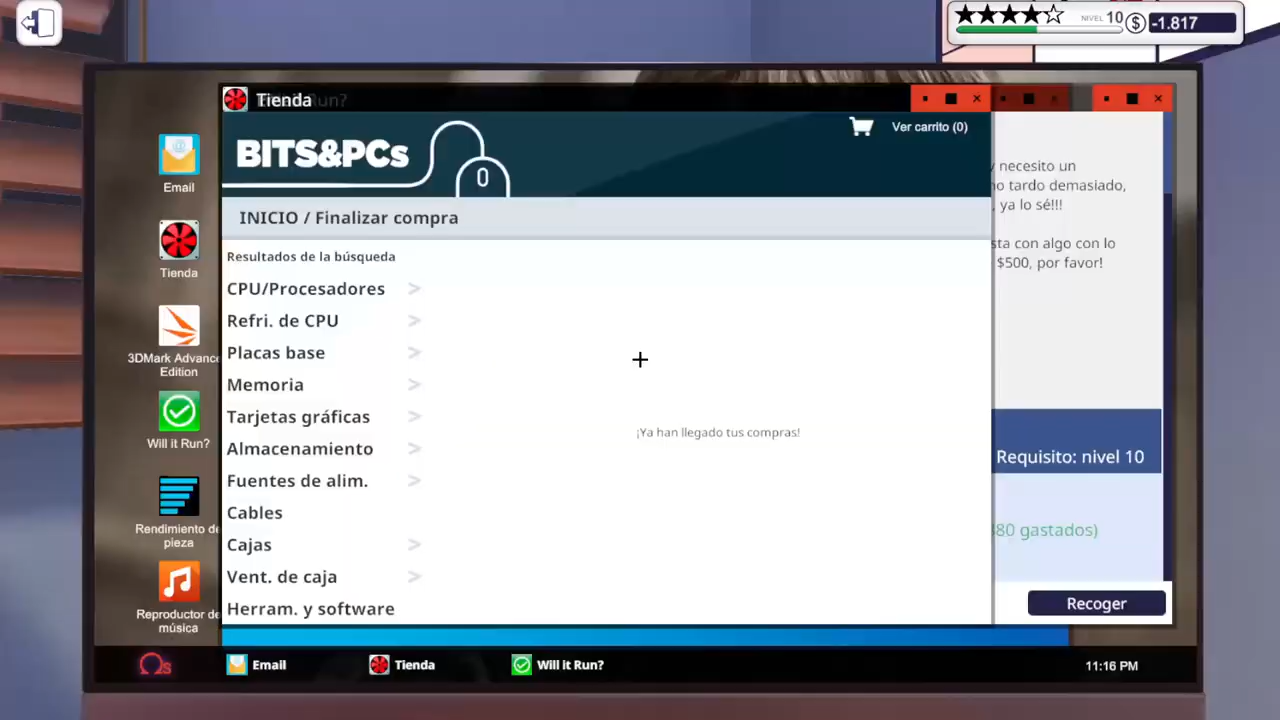 NIVEL 10
$ -1.817
Tienda
Run?
BITS&PCs
Ver carrito (0)
INICIO / Finalizar compra
Resultados de la búsqueda
CPU/Procesadores >
Refri. de CPU >
Placas base >
Memoria >
Tarjetas gráficas >
Almacenamiento >
Fuentes de alim. >
Cables
Cajas >
Vent. de caja >
Herram. y software
¡Ya han llegado tus compras!
y necesito un
no tardo demasiado,
, ya lo sé!!!
sta con algo con lo
$500, por favor!
Requisito: nivel 10
380 gastados)
Recoger
Email
Tienda
3DMark Advance
Edition
Will it Run?
Rendimiento de
pieza
Reproductor de
música
Email
Tienda
Will it Run?
11:16 PM